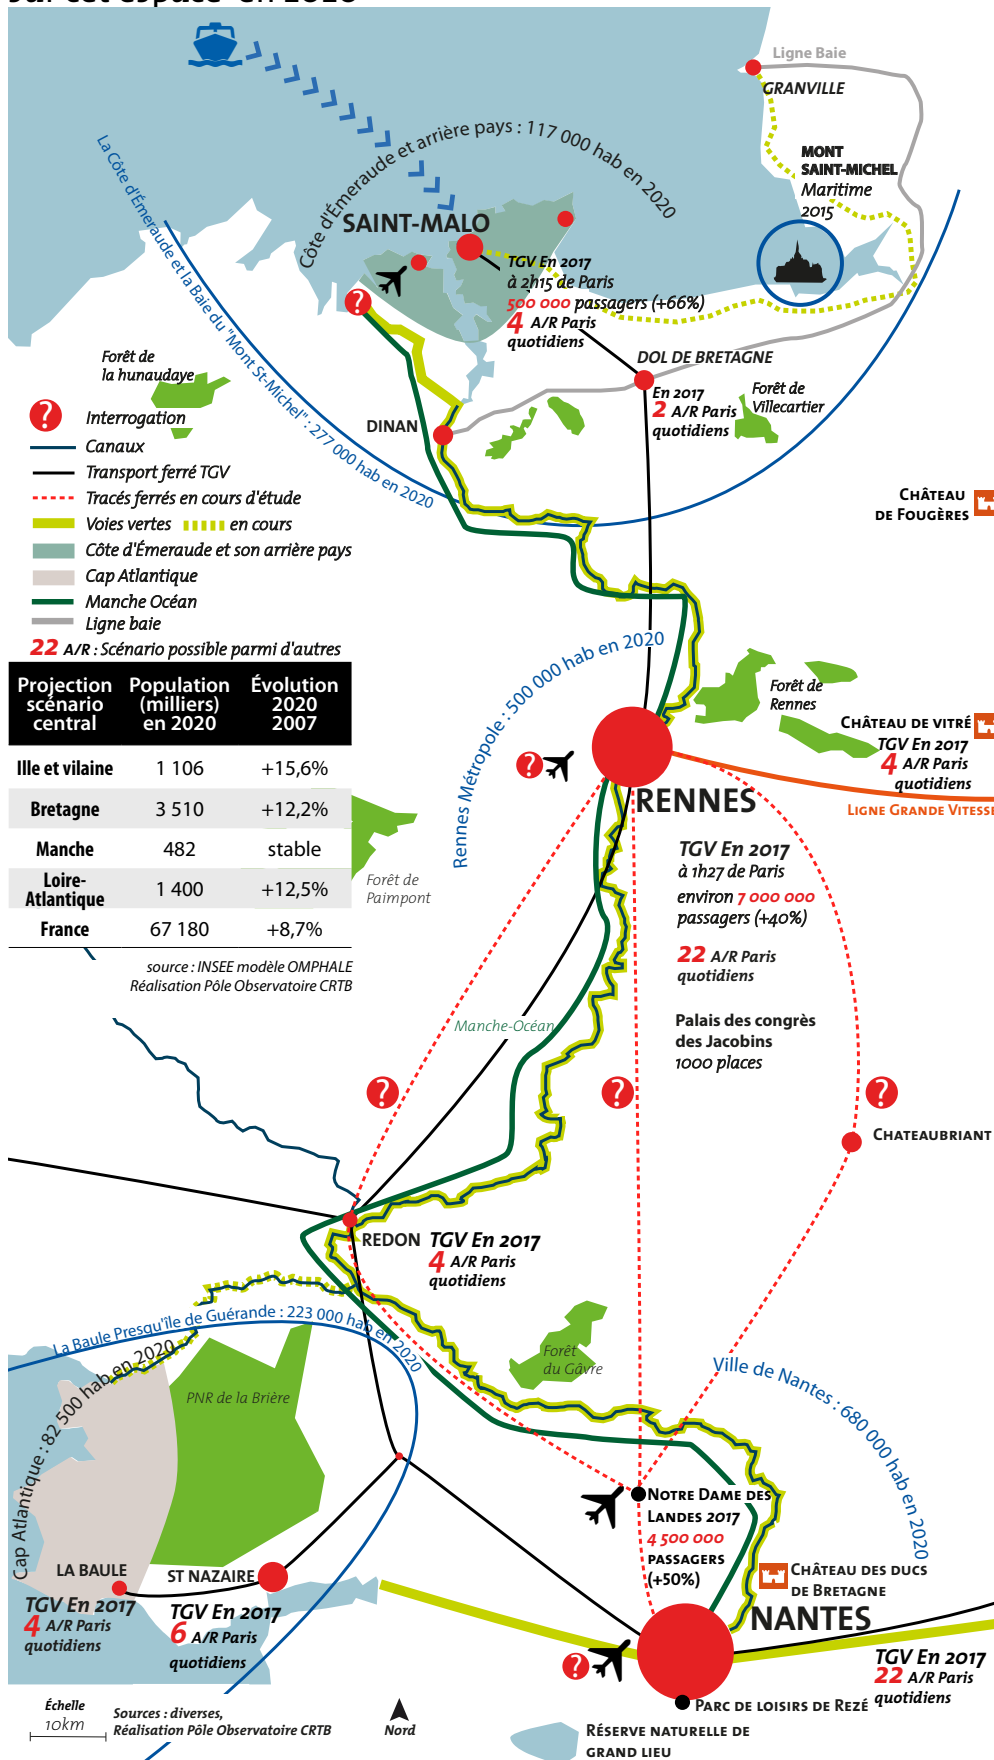 sur cet espace en 2020
Ligne Baie
GRANVILLE
MONT
SAINT-MICHEL
Maritime
2015
Côte d'Émeraude et arrière pays : 117 000 hab en 2020
La Côte d'Émeraude et la Baie du "Mont St-Michel" : 277 000 hab en 2020
SAINT-MALO
TGV En 2017
à 2h15 de Paris
500 000 passagers (+66%)
4 A/R Paris
quotidiens
?
DOL DE BRETAGNE
En 2017
2 A/R Paris
quotidiens
Forêt de
Villecartier
Forêt de
la hunaudaye
DINAN
CHÂTEAU
DE FOUGÈRES
? Interrogation
Canaux
Transport ferré TGV
Tracés ferrés en cours d'étude
Voies vertes en cours
Côte d'Émeraude et son arrière pays
Cap Atlantique
Manche Océan
Ligne baie
22 A/R : Scénario possible parmi d'autres
Projection scénario central Population (milliers) en 2020 Évolution 2020 2007
Ille et vilaine 1 106 +15,6%
Bretagne 3 510 +12,2%
Manche 482 stable
Loire-Atlantique 1 400 +12,5%
France 67 180 +8,7%
source : INSEE modèle OMPHALE
Réalisation Pôle Observatoire CRTB
Rennes Métropole : 500 000 hab en 2020
Forêt de
Rennes
CHÂTEAU DE VITRÉ
TGV En 2017
4 A/R Paris
quotidiens
LIGNE GRANDE VITESSE
?
RENNES
TGV En 2017
à 1h27 de Paris
environ 7 000 000
passagers (+40%)
22 A/R Paris
quotidiens
Palais des congrès
des Jacobins
1000 places
Forêt de
Paimpont
Manche-Océan
?
?
?
CHATEAUBRIANT
REDON
TGV En 2017
4 A/R Paris
quotidiens
La Baule Presqu'île de Guérande : 223 000 hab en 2020
Cap Atlantique : 82 500 hab en 2020
PNR de la Brière
Forêt
du Gâvre
Ville de Nantes : 680 000 hab en 2020
NOTRE DAME DES
LANDES 2017
4 500 000
PASSAGERS
(+50%)
LA BAULE
TGV En 2017
4 A/R Paris
quotidiens
ST NAZAIRE
TGV En 2017
6 A/R Paris
quotidiens
CHÂTEAU DES DUCS
DE BRETAGNE
NANTES
?
TGV En 2017
22 A/R Paris
quotidiens
PARC DE LOISIRS DE REZÉ
RÉSERVE NATURELLE DE
GRAND LIEU
Échelle
10km
Sources : diverses,
Réalisation Pôle Observatoire CRTB
Nord